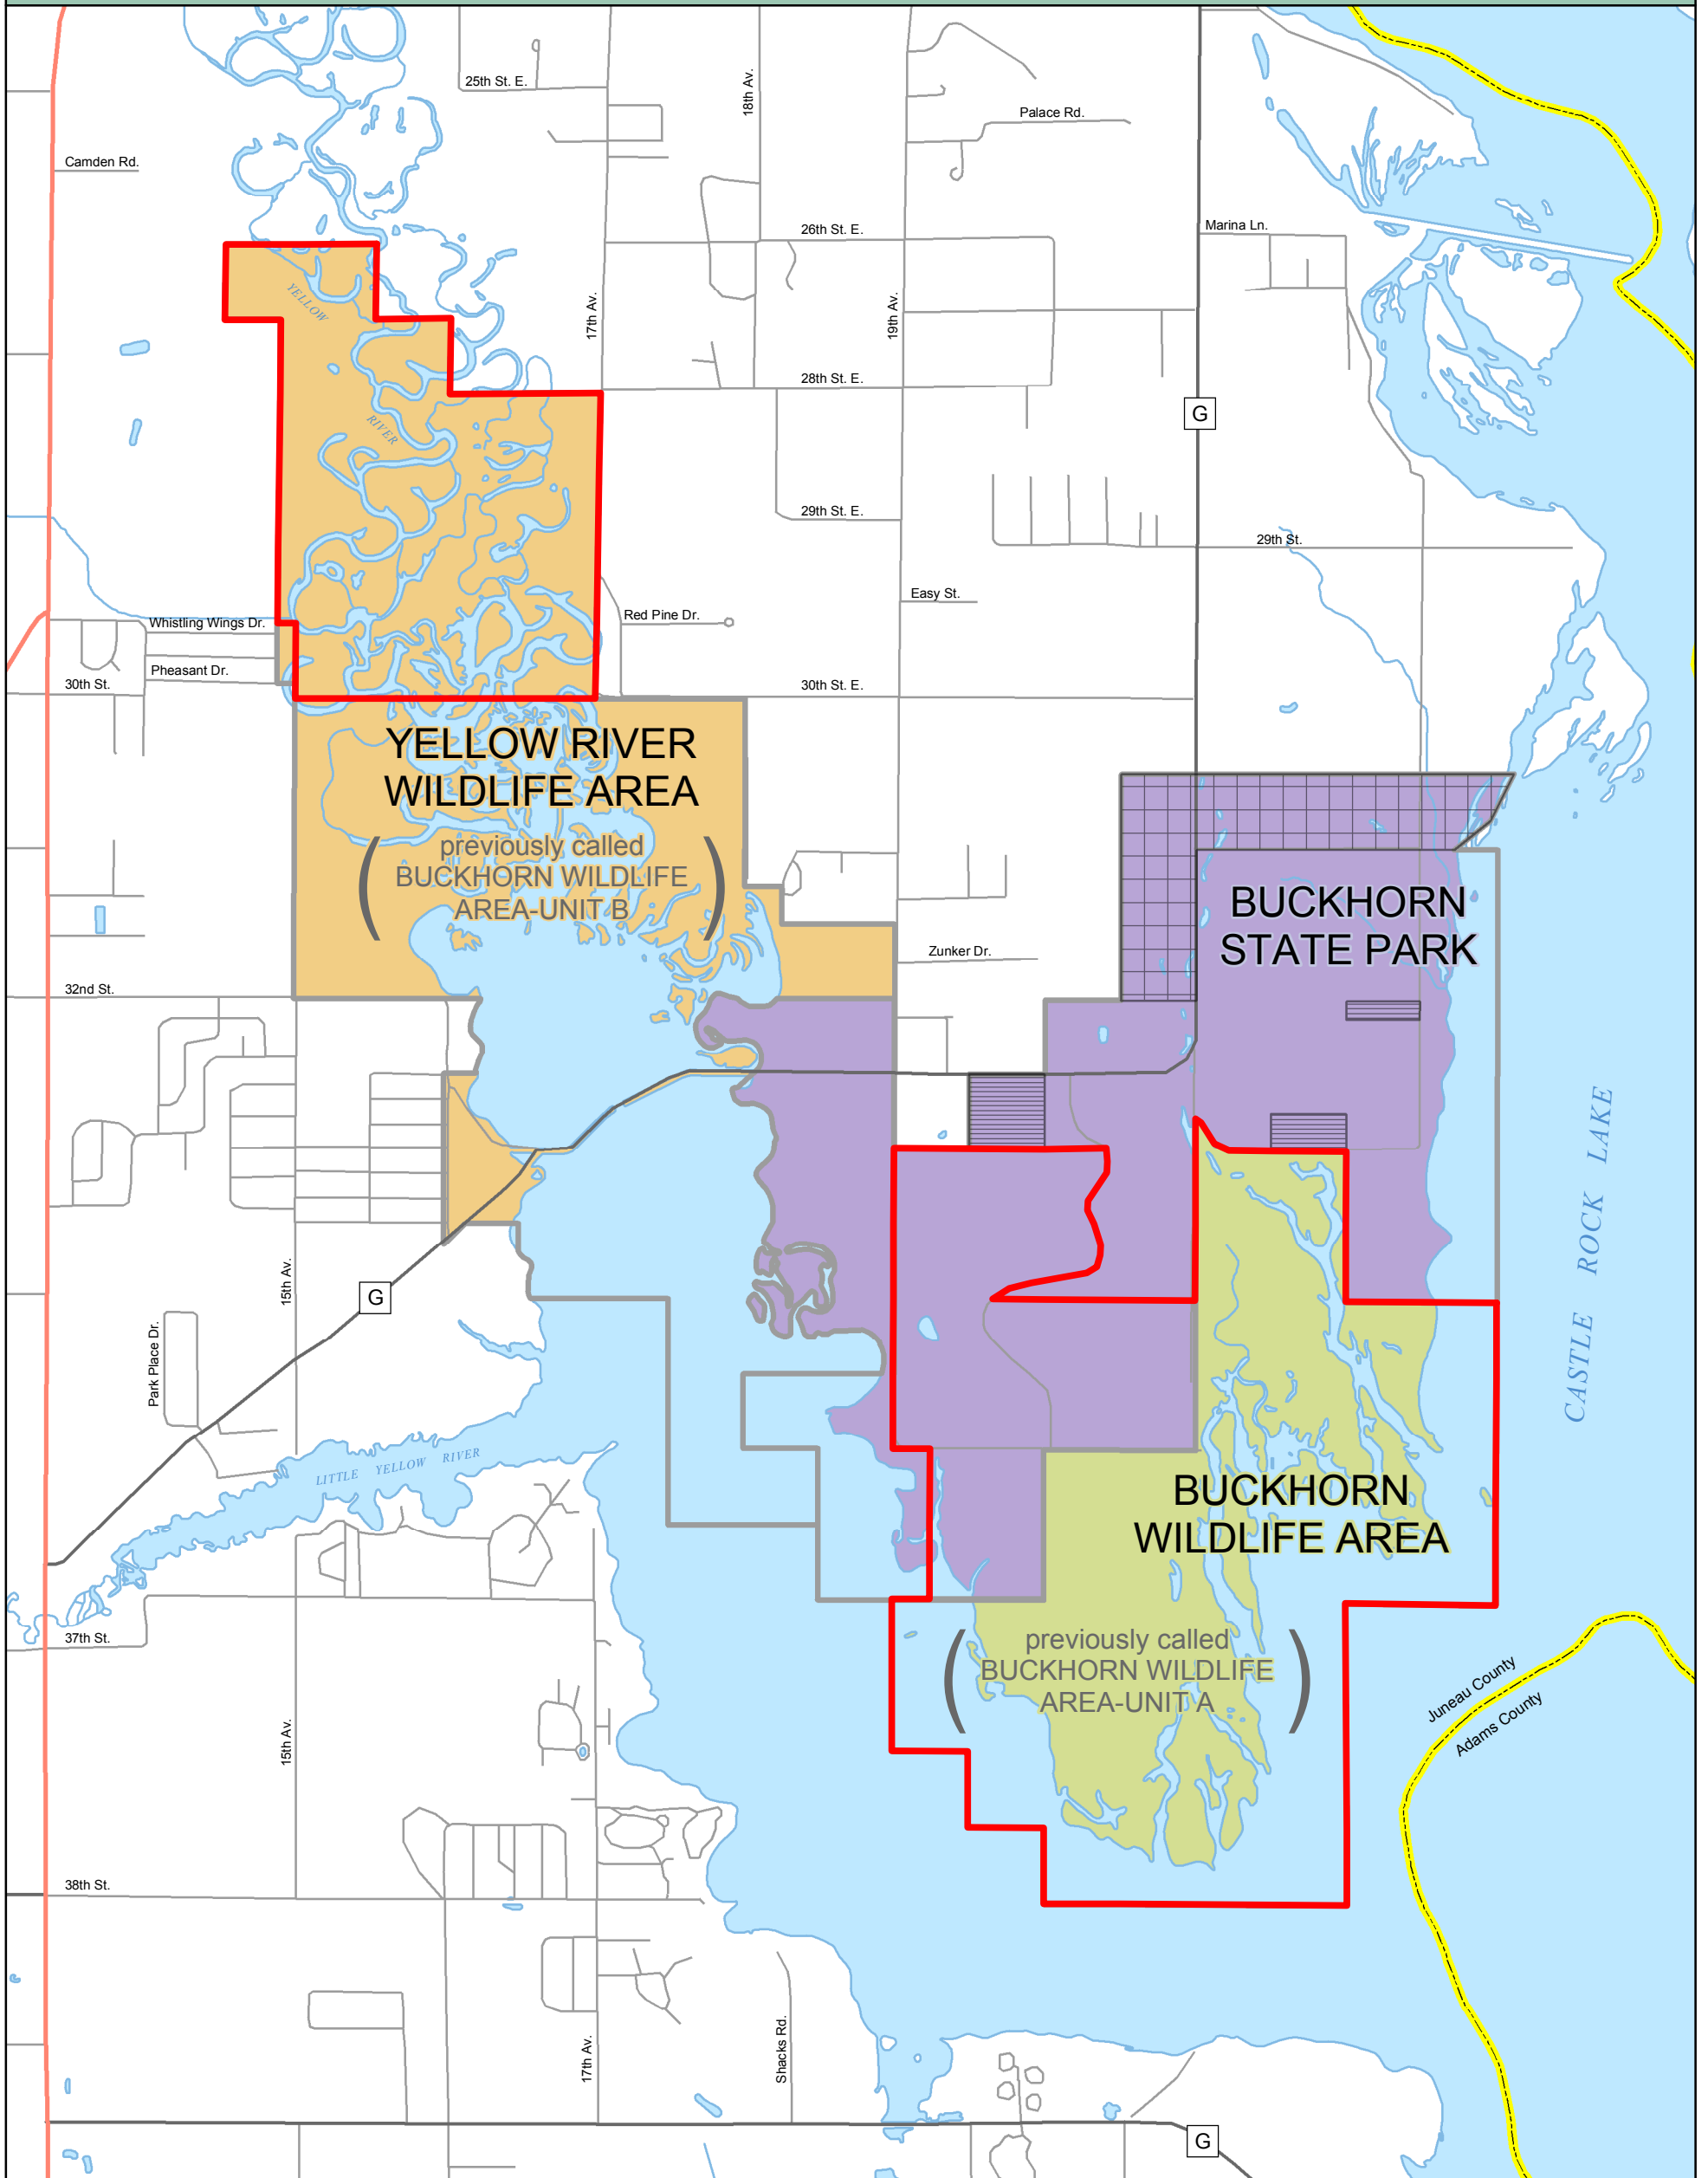 25th St. E.
18th Av.
Palace Rd.
Camden Rd.
26th St. E.
Marina Ln.
YELLOW
RIVER
17th Av.
19th Av.
28th St. E.
G
29th St. E.
29th St.
Easy St.
Whistling Wings Dr.
Red Pine Dr.
Pheasant Dr.
30th St.
30th St. E.
YELLOW RIVER
WILDLIFE AREA
( previously called
BUCKHORN WILDLIFE
AREA-UNIT B )
BUCKHORN
STATE PARK
Zunker Dr.
32nd St.
CASTLE ROCK LAKE
15th Av.
G
Park Place Dr.
LITTLE YELLOW RIVER
BUCKHORN
WILDLIFE AREA
( previously called
BUCKHORN WILDLIFE
AREA-UNIT A )
37th St.
Juneau County
Adams County
15th Av.
38th St.
17th Av.
Shacks Rd.
G